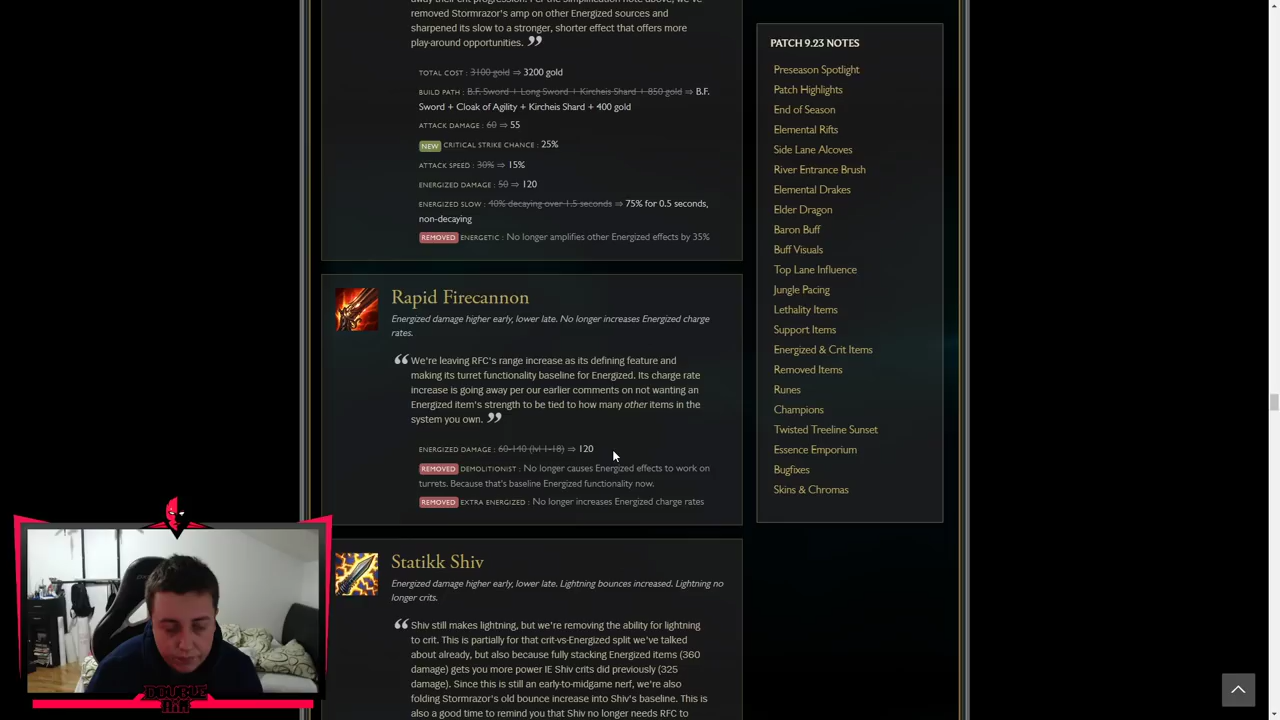 away their crit progression. Per the simplification note above, we've
removed Stormrazor's amp on other Energized sources and
sharpened its slow to a stronger, shorter effect that offers more
play-around opportunities. ”
TOTAL COST : 3100 gold ⇒ 3200 gold
BUILD PATH : B.F. Sword + Long Sword + Kircheis Shard + 850 gold ⇒ B.F.
Sword + Cloak of Agility + Kircheis Shard + 400 gold
ATTACK DAMAGE : 60 ⇒ 55
NEW CRITICAL STRIKE CHANCE : 25%
ATTACK SPEED : 30% ⇒ 15%
ENERGIZED DAMAGE : 50 ⇒ 120
ENERGIZED SLOW : 40% decaying over 1.5 seconds ⇒ 75% for 0.5 seconds,
non-decaying
REMOVED ENERGETIC : No longer amplifies other Energized effects by 35%
Rapid Firecannon
Energized damage higher early, lower late. No longer increases Energized charge
rates.
“ We're leaving RFC's range increase as its defining feature and
making its turret functionality baseline for Energized. Its charge rate
increase is going away per our earlier comments on not wanting an
Energized item's strength to be tied to how many other items in the
system you own. ”
ENERGIZED DAMAGE : 60-140 (lvl 1-18) ⇒ 120
REMOVED DEMOLITIONIST : No longer causes Energized effects to work on
turrets. Because that's baseline Energized functionality now.
REMOVED EXTRA ENERGIZED : No longer increases Energized charge rates
Statikk Shiv
Energized damage higher early, lower late. Lightning bounces increased. Lightning no
longer crits.
“ Shiv still makes lightning, but we're removing the ability for lightning
to crit. This is partially for that crit-vs-Energized split we've talked
about already, but also because fully stacking Energized items (360
damage) gets you more power IE Shiv crits did previously (325
damage). Since this is still an early-to-midgame nerf, we're also
folding Stormrazor's old bounce increase into Shiv's baseline. This is
also a good time to remind you that Shiv no longer needs RFC to
PATCH 9.23 NOTES
Preseason Spotlight
Patch Highlights
End of Season
Elemental Rifts
Side Lane Alcoves
River Entrance Brush
Elemental Drakes
Elder Dragon
Baron Buff
Buff Visuals
Top Lane Influence
Jungle Pacing
Lethality Items
Support Items
Energized & Crit Items
Removed Items
Runes
Champions
Twisted Treeline Sunset
Essence Emporium
Bugfixes
Skins & Chromas
DOUBLE
AIM